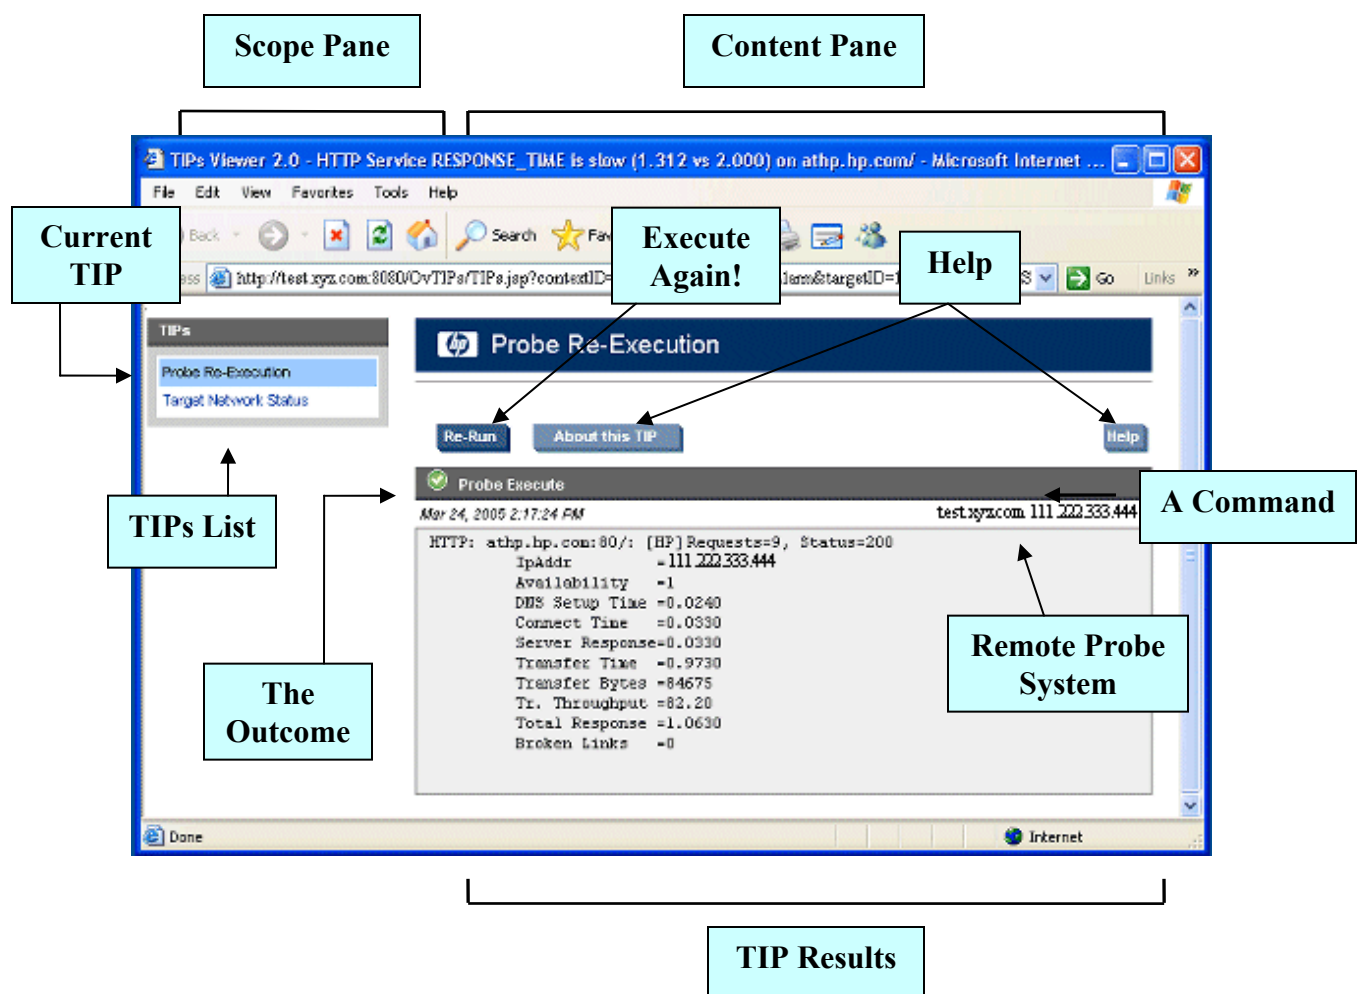 Scope Pane
Content Pane
TIPs Viewer 2.0 - HTTP Service RESPONSE_TIME is slow (1.312 vs 2.000) on athp.hp.com/ - Microsoft Internet ...
File Edit View Favorites Tools Help
Current
TIP
Back
Search
Fav
Execute
Again!
Help
ess http://test.xyz.com:8080/OvTIPs/TIPs.jsp?contextID= larm&targetID=1 S Go Links »
TIPs
Probe Re-Execution
Target Network Status
hp Probe Re-Execution
Re-Run
About this TIP
Help
Probe Execute
A Command
TIPs List
Mar 24, 2005 2:17:24 PM
test.xyz.com 111.222.333.444
HTTP: athp.hp.com:80/: [HP] Requests=9, Status=200
IpAddr =111.222.333.444
Availability =1
DNS Setup Time =0.0240
Connect Time =0.0330
Server Response=0.0330
Transfer Time =0.9730
Transfer Bytes =84675
Tr. Throughput =82.20
Total Response =1.0630
Broken Links =0
Remote Probe
System
The
Outcome
Done
Internet
TIP Results